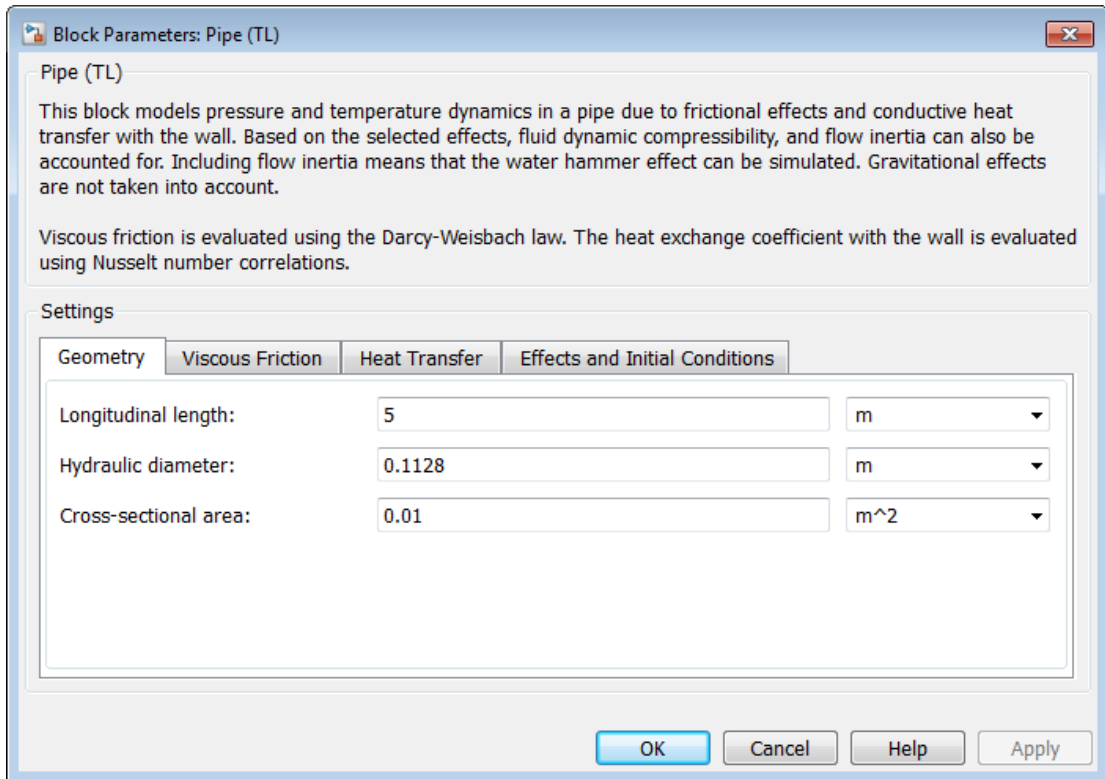 Block Parameters: Pipe (TL)
Pipe (TL)
This block models pressure and temperature dynamics in a pipe due to frictional effects and conductive heat
transfer with the wall. Based on the selected effects, fluid dynamic compressibility, and flow inertia can also be
accounted for. Including flow inertia means that the water hammer effect can be simulated. Gravitational effects
are not taken into account.
Viscous friction is evaluated using the Darcy-Weisbach law. The heat exchange coefficient with the wall is evaluated
using Nusselt number correlations.
Settings
Geometry Viscous Friction Heat Transfer Effects and Initial Conditions
Longitudinal length: 5 m
Hydraulic diameter: 0.1128 m
Cross-sectional area: 0.01 m^2
OK Cancel Help Apply